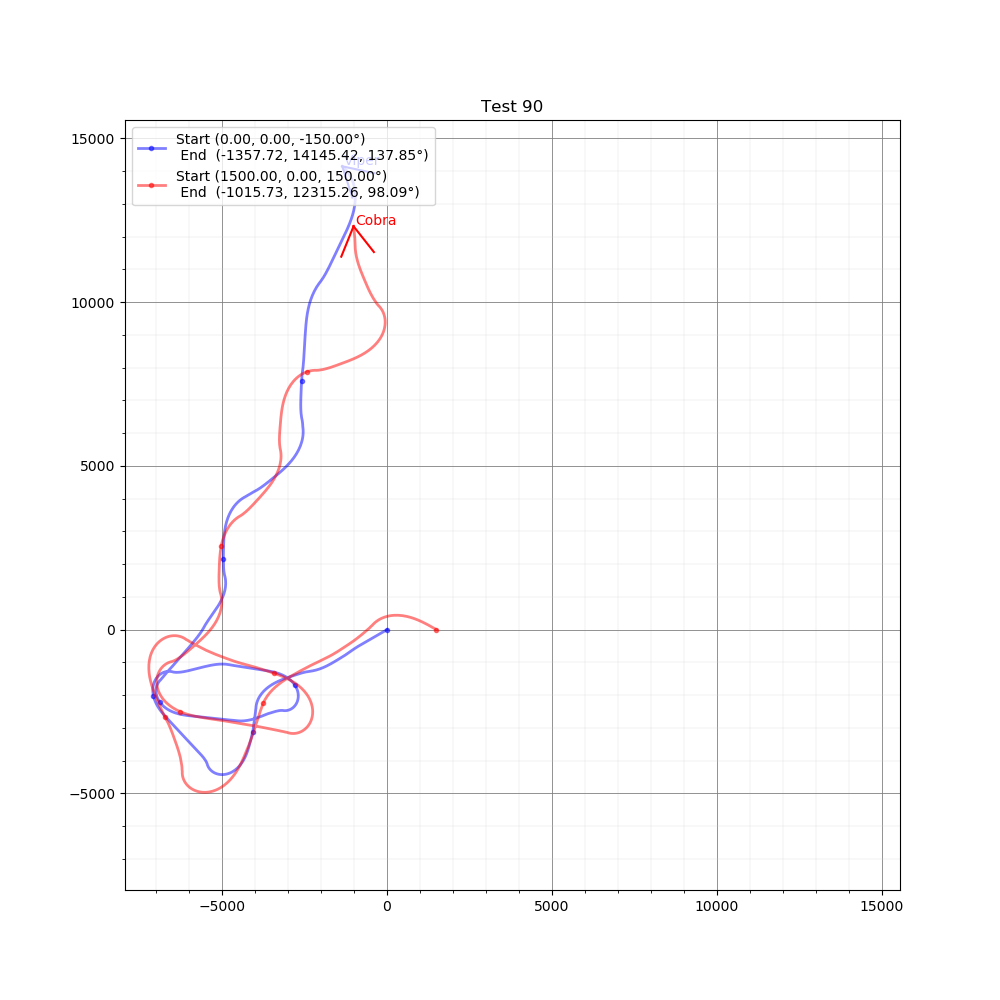 Test 90
Start (0.00, 0.00, -150.00°)
End  (-1357.72, 14145.42, 137.85°)
Start (1500.00, 0.00, 150.00°)
End  (-1015.73, 12315.26, 98.09°)
Viper
Cobra
15000
10000
5000
0
−5000
−5000
0
5000
10000
15000